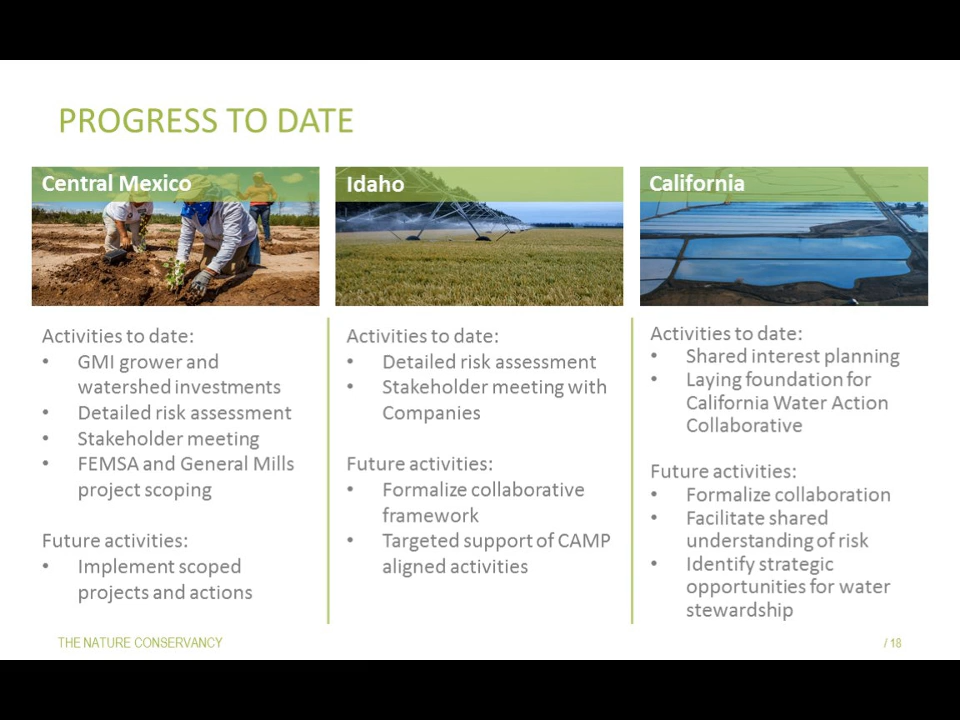 PROGRESS TO DATE
Central Mexico
Activities to date:
• GMI grower and
watershed investments
• Detailed risk assessment
• Stakeholder meeting
• FEMSA and General Mills
project scoping
Future activities:
• Implement scoped
projects and actions
Idaho
Activities to date:
• Detailed risk assessment
• Stakeholder meeting with
Companies
Future activities:
• Formalize collaborative
framework
• Targeted support of CAMP
aligned activities
California
Activities to date:
• Shared interest planning
• Laying foundation for
California Water Action
Collaborative
Future activities:
• Formalize collaboration
• Facilitate shared
understanding of risk
• Identify strategic
opportunities for water
stewardship
THE NATURE CONSERVANCY
/ 18